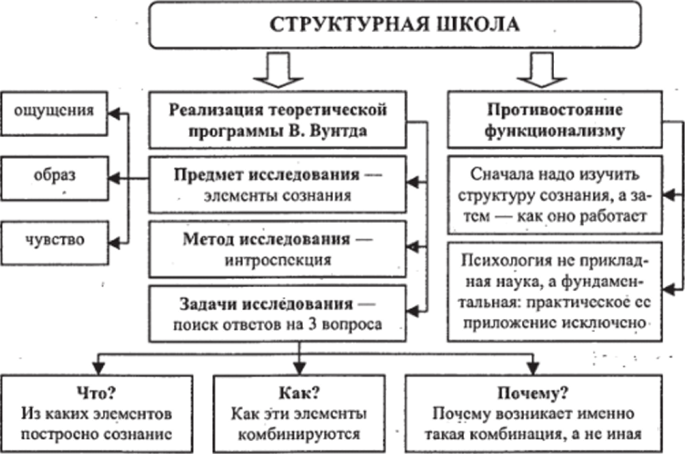 СТРУКТУРНАЯ ШКОЛА
Реализация теоретической
программы В. Вунтда
Противостояние
функционализму
ощущения
образ
чувство
Предмет исследования —
элементы сознания
Метод исследования —
интроспекция
Задачи исследования —
поиск ответов на 3 вопроса
Сначала надо изучить
структуру сознания, а за-
тем — как оно работает
Психология не приклад-
ная наука, а фундамен-
тальная: практическое ее
приложение исключено
Что?
Из каких элементов
построено сознание
Как?
Как эти элементы
комбинируются
Почему?
Почему возникает именно
такая комбинация, а не иная